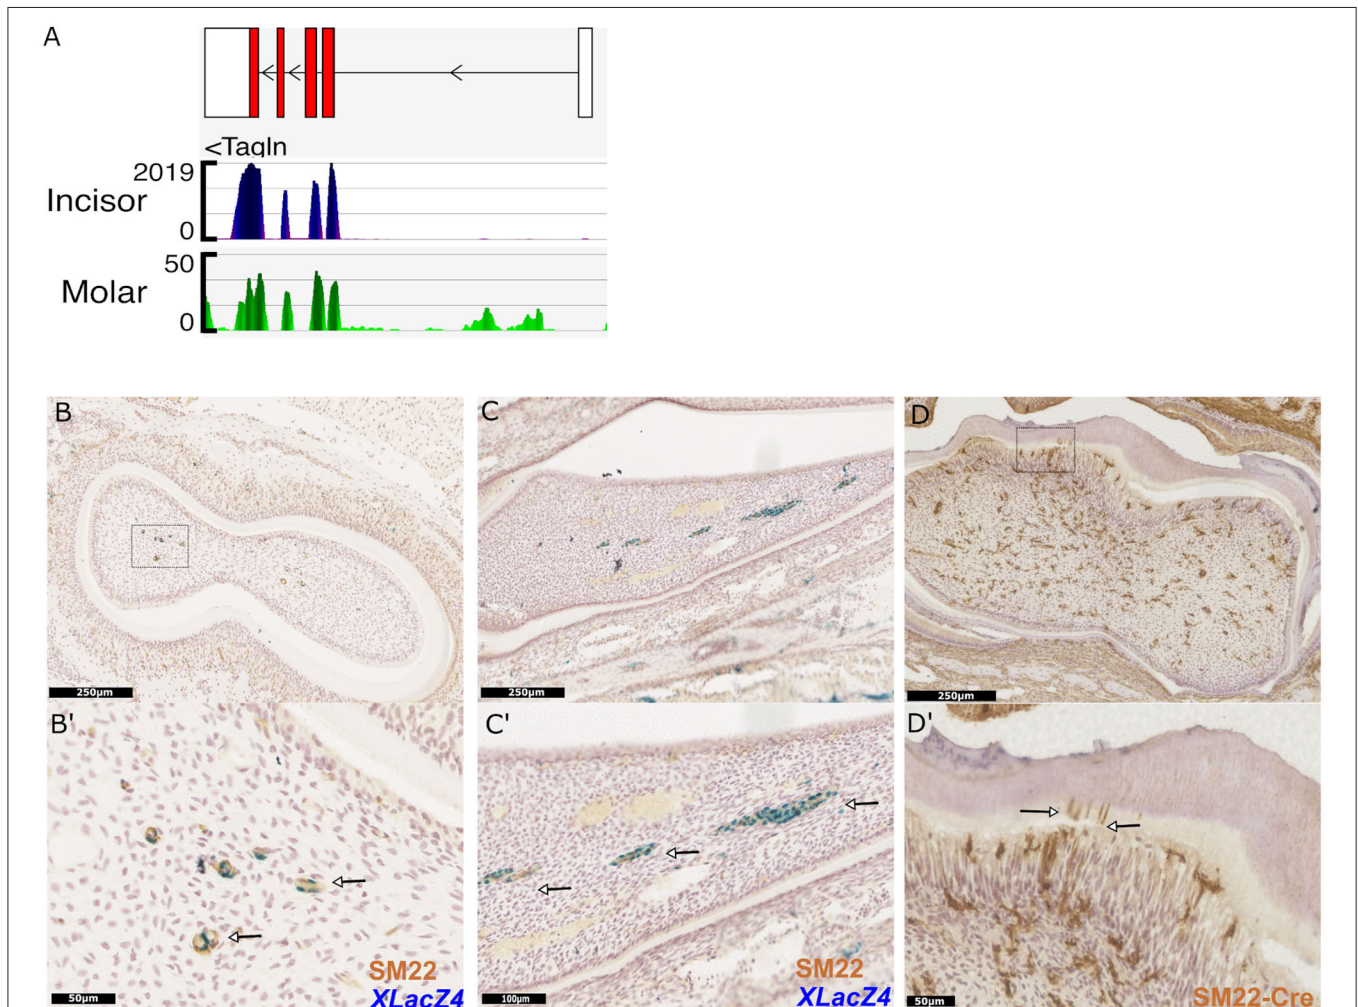 A
<Tagln
2019
Incisor
0
50
Molar
0
B
250µm
C
250µm
D
250µm
B'
SM22
XLacZ4
50µm
C'
SM22
XLacZ4
100µm
D'
SM22-Cre
50µm